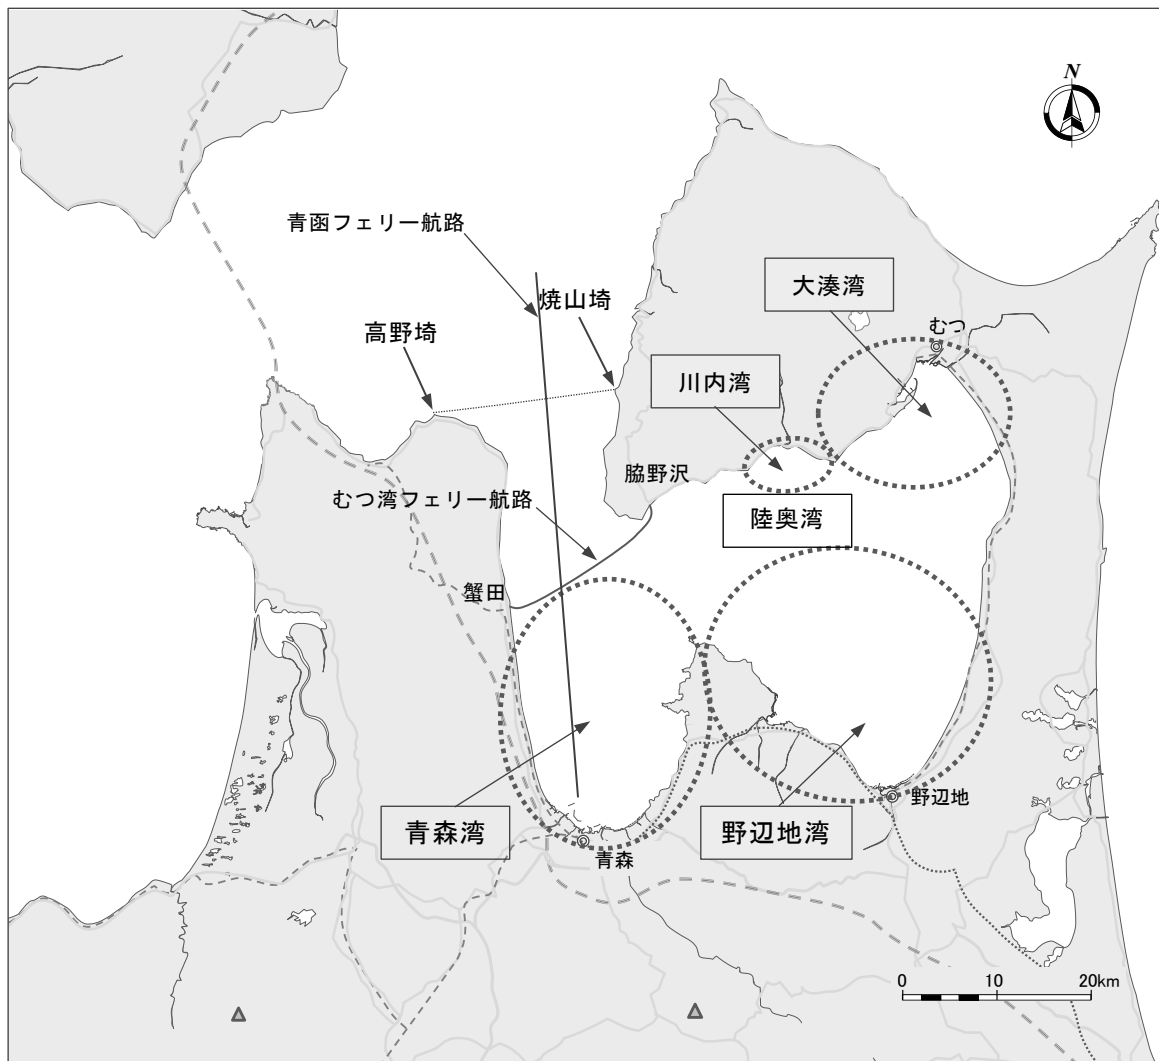 N
青函フェリー航路
大湊湾
焼山埼
むつ
高野埼
川内湾
脇野沢
むつ湾フェリー航路
陸奥湾
蟹田
野辺地
青森湾
野辺地湾
青森
0 10 20km